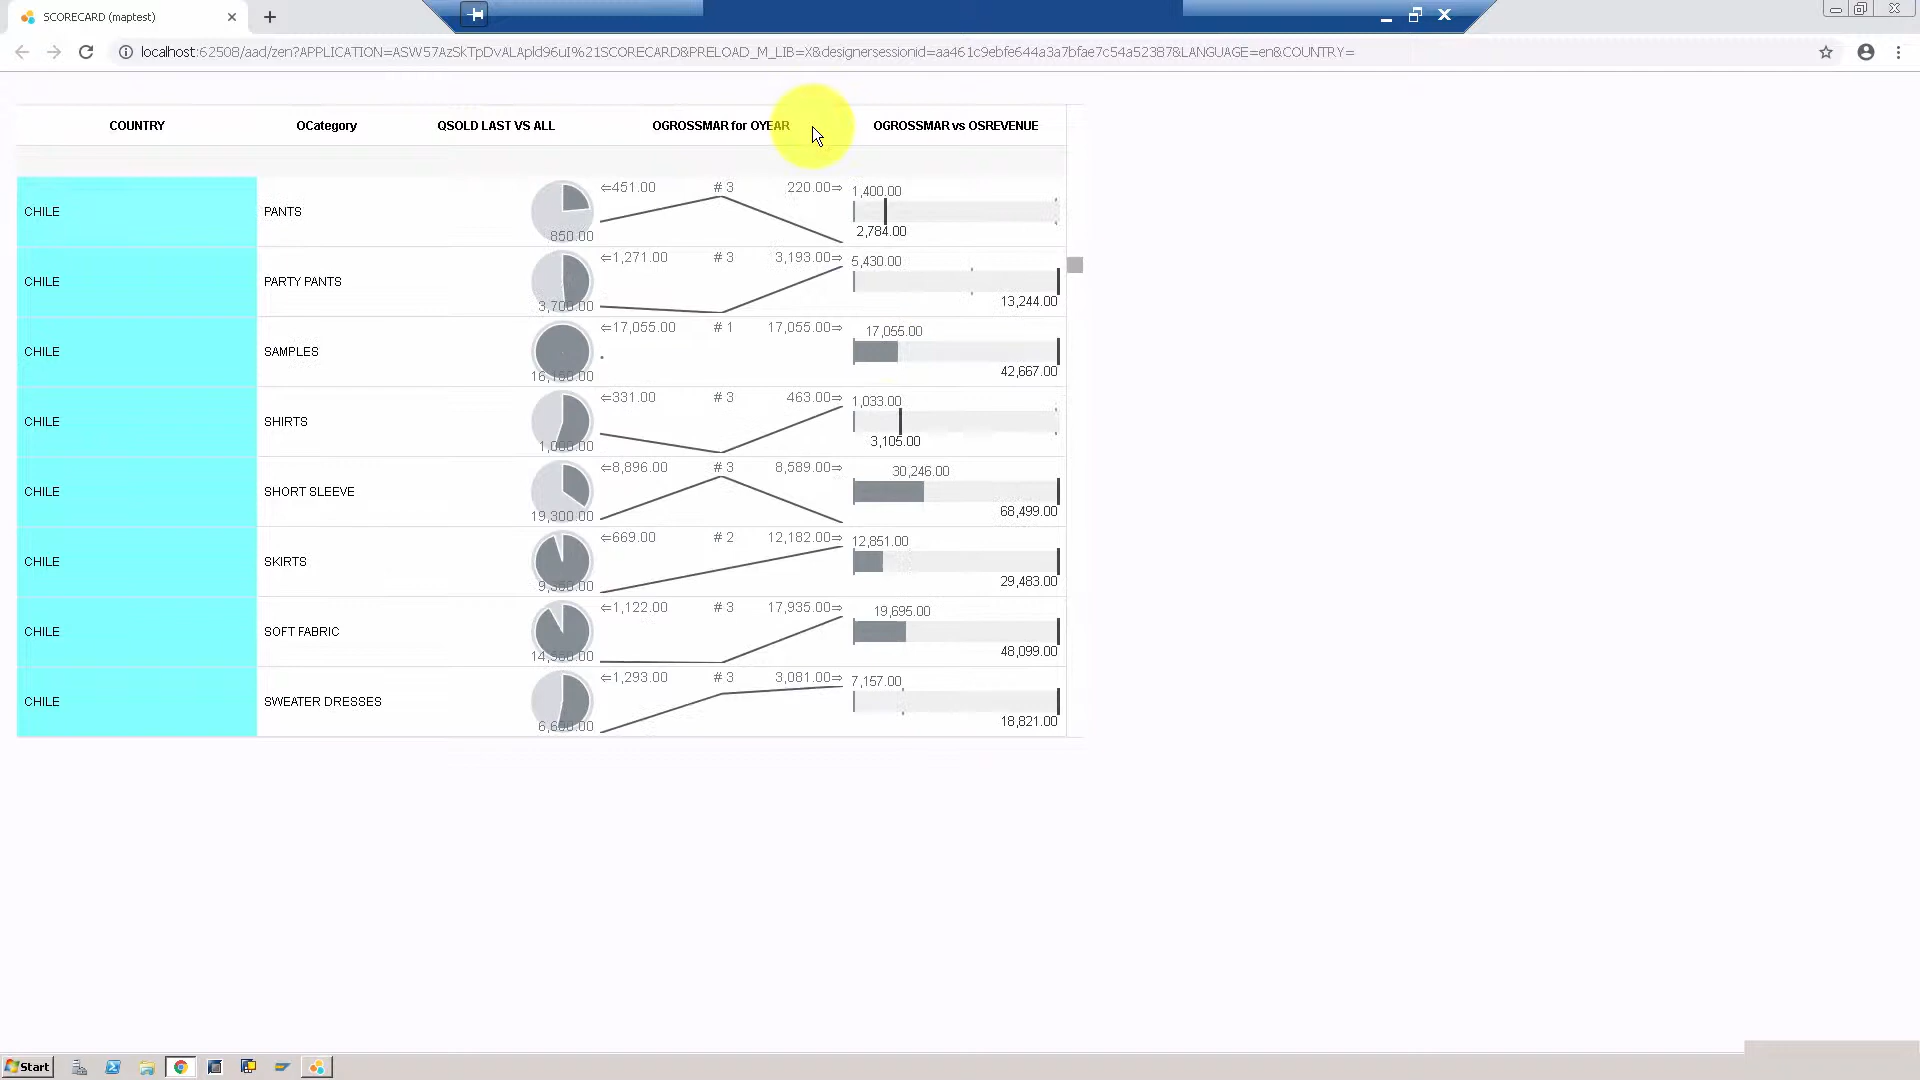 SCORECARD (maptest)
localhost:62508/aad/zen?APPLICATION=ASW57AzSkTpDvALApld96uI%21SCORECARD&PRELOAD_M_LIB=X&designersessionid=aa461c9ebfe644a3a7bfae7c54a52387&LANGUAGE=en&COUNTRY=
COUNTRY OCategory QSOLD LAST VS ALL OGROSSMAR for OYEAR OGROSSMAR vs OSREVENUE
⇐451.00 # 3 220.00⇒ 1,400.00
CHILE PANTS
850.00 2,784.00
⇐1,271.00 # 3 3,193.00⇒ 5,430.00
CHILE PARTY PANTS
3,700.00 13,244.00
⇐17,055.00 # 1 17,055.00⇒ 17,055.00
CHILE SAMPLES
42,667.00
⇐331.00 # 3 463.00⇒ 1,033.00
CHILE SHIRTS
3,105.00
⇐8,896.00 # 3 8,589.00⇒ 30,246.00
CHILE SHORT SLEEVE
19,300.00 68,499.00
⇐669.00 # 2 12,182.00⇒ 12,851.00
CHILE SKIRTS
29,483.00
⇐1,122.00 # 3 17,935.00⇒ 19,695.00
CHILE SOFT FABRIC
48,099.00
⇐1,293.00 # 3 3,081.00⇒ 7,157.00
CHILE SWEATER DRESSES
18,821.00
Start